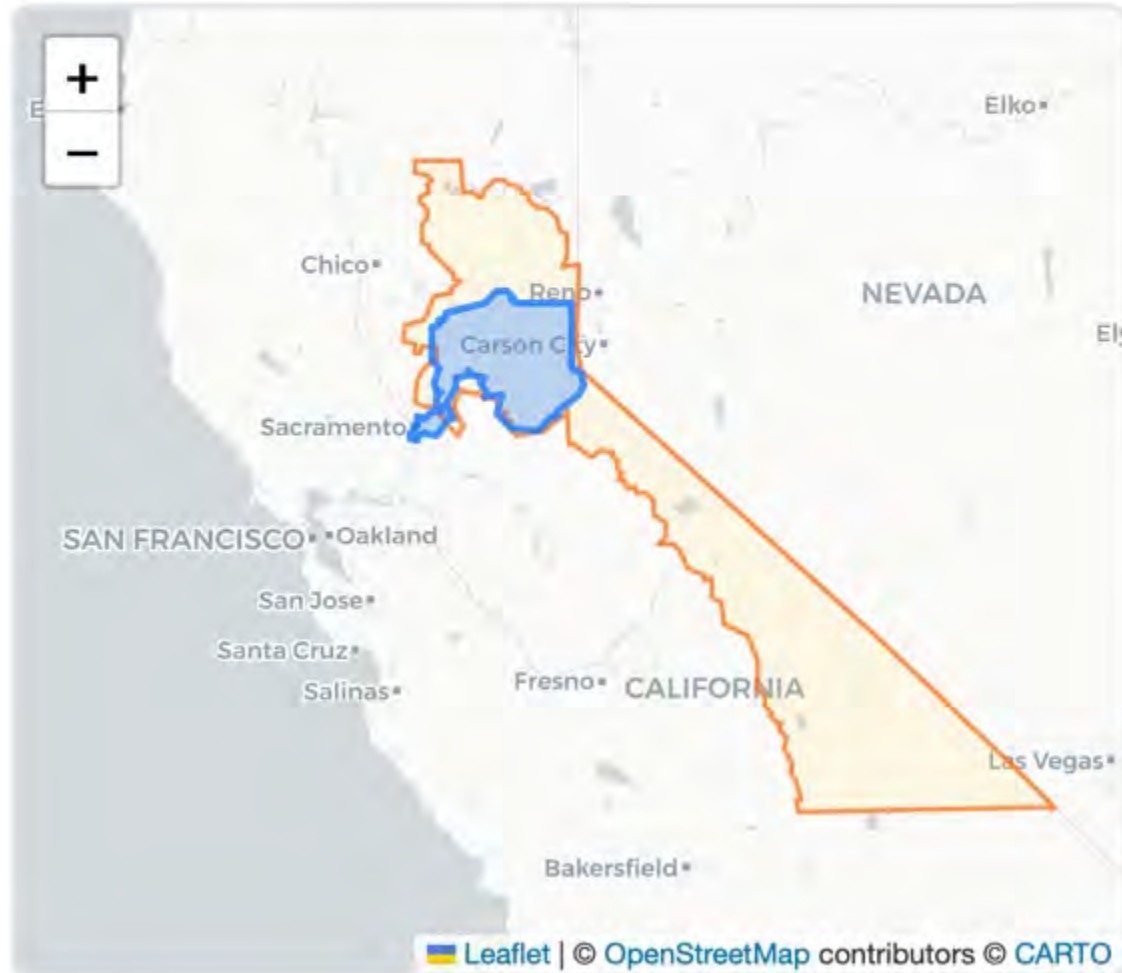 +
−
Elko
Chico
Reno
NEVADA
Carson City
Ely
Sacramento
SAN FRANCISCO
Oakland
San Jose
Santa Cruz
Fresno
CALIFORNIA
Salinas
Las Vegas
Bakersfield
Leaflet | © OpenStreetMap contributors © CARTO